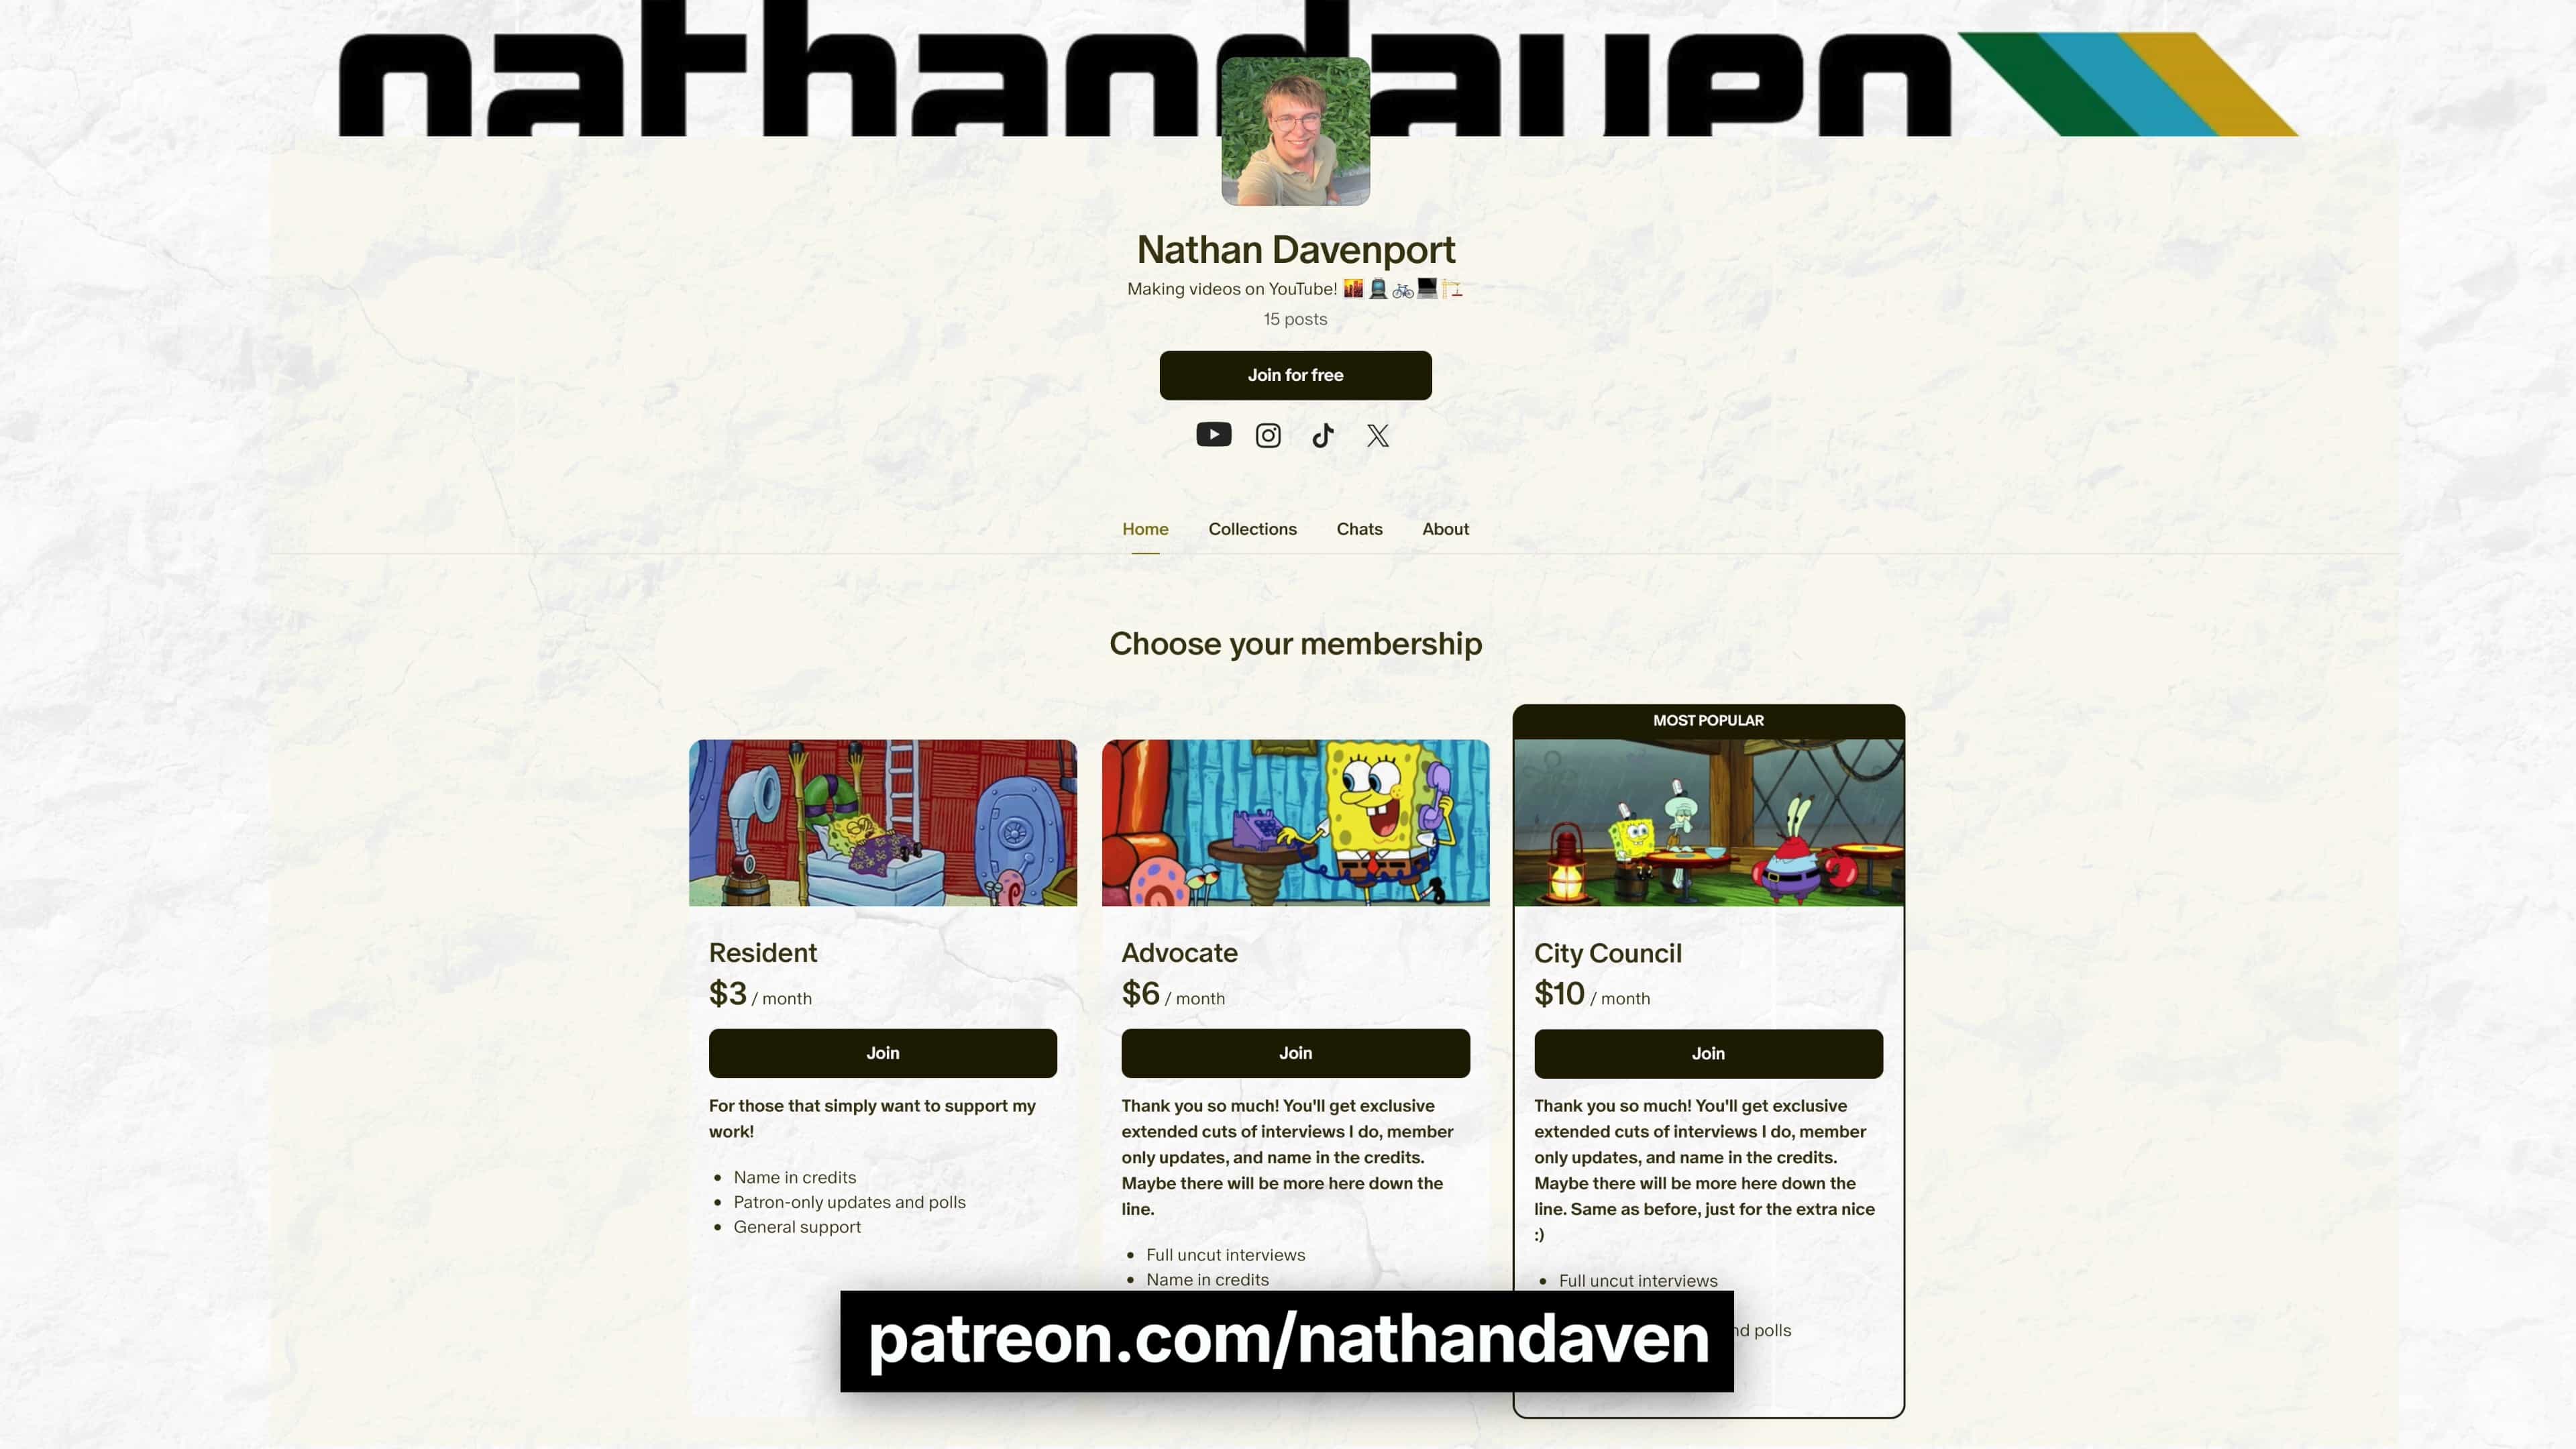 nathandaven
Nathan Davenport
Making videos on YouTube!
15 posts
Join for free
Home Collections Chats About
Choose your membership
MOST POPULAR
Resident
$3 / month
Join
For those that simply want to support my
work!
• Name in credits
• Patron-only updates and polls
• General support
Advocate
$6 / month
Join
Thank you so much! You'll get exclusive
extended cuts of interviews I do, member
only updates, and name in the credits.
Maybe there will be more here down the
line.
• Full uncut interviews
• Name in credits
City Council
$10 / month
Join
Thank you so much! You'll get exclusive
extended cuts of interviews I do, member
only updates, and name in the credits.
Maybe there will be more here down the
line. Same as before, just for the extra nice
:)
• Full uncut interviews
polls
patreon.com/nathandaven